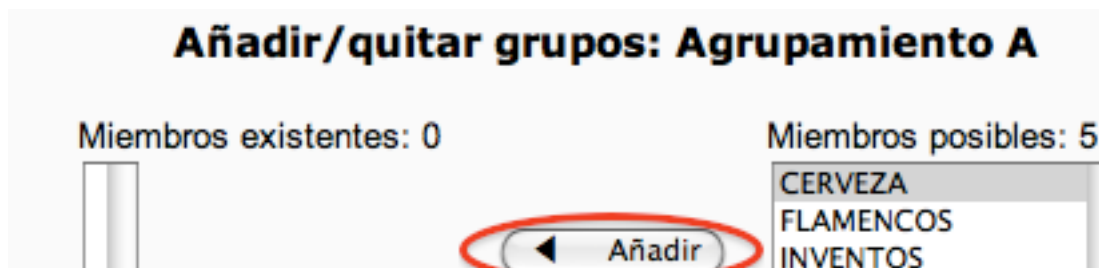 Añadir/quitar grupos: Agrupamiento A
Miembros existentes: 0
Miembros posibles: 5
CERVEZA
FLAMENCOS
Añadir
INVENTOS